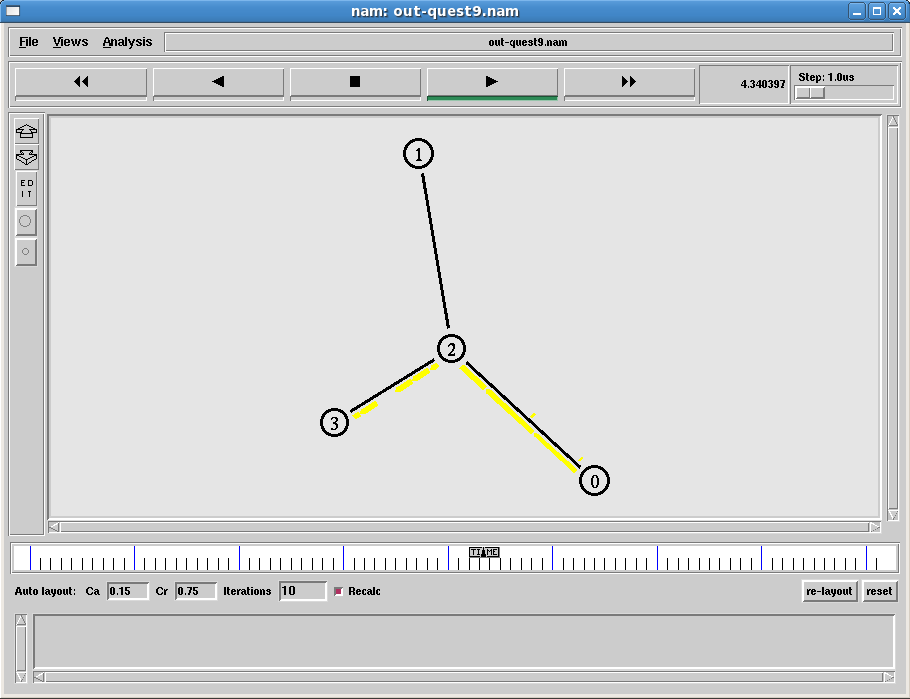 nam: out-quest9.nam
File Views Analysis out-quest9.nam
4.340397 Step: 1.0us
E D
I T
1
2
3
0
TIME
Auto layout: Ca 0.15 Cr 0.75 Iterations 10 Recalc re-layout reset